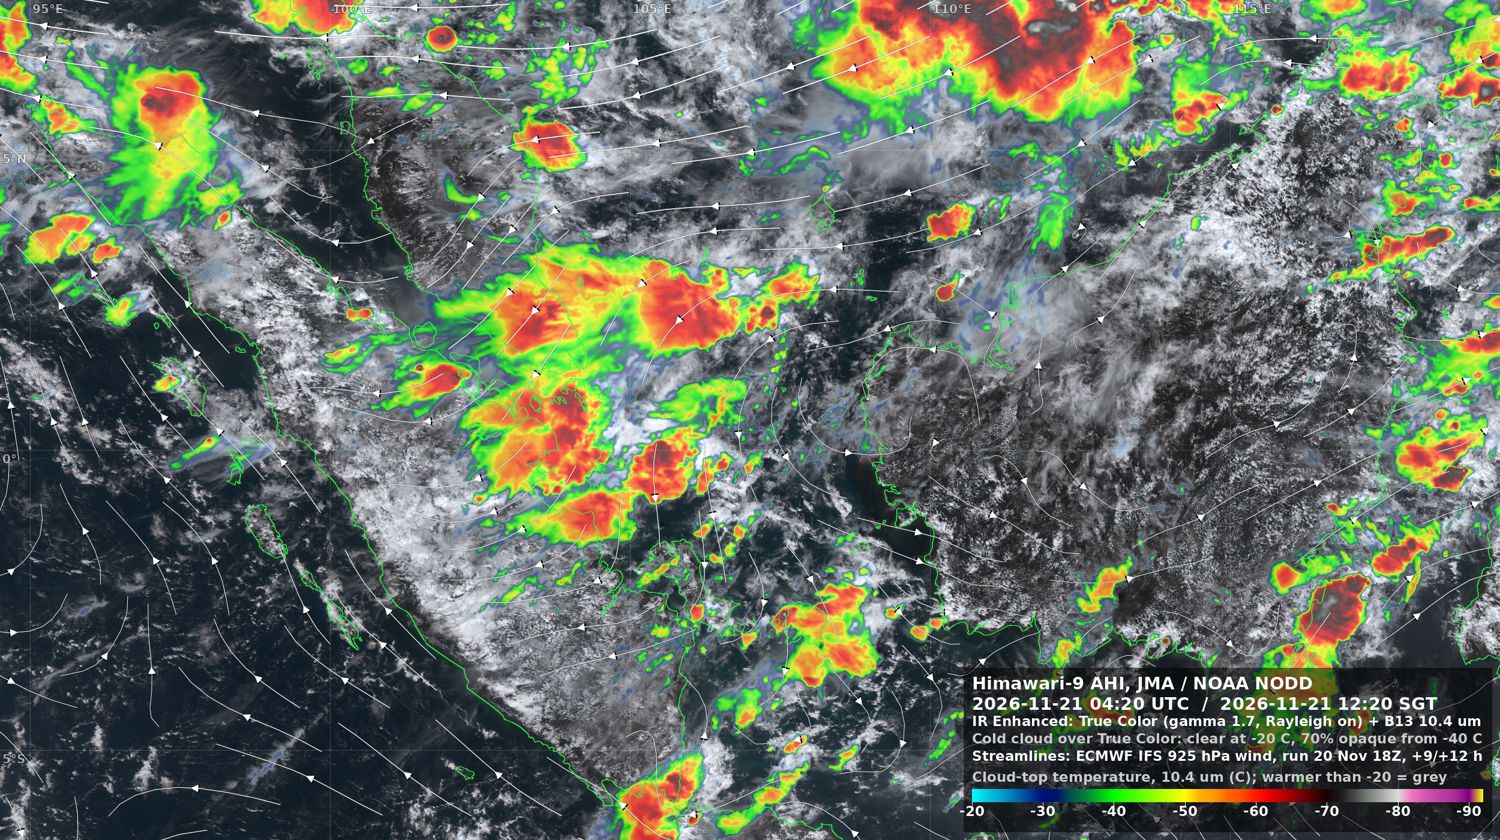 95°E 100°E 105°E 110°E 115°E
5°N
0°
5°S
Himawari-9 AHI, JMA / NOAA NODD
2026-11-21 04:20 UTC / 2026-11-21 12:20 SGT
IR Enhanced: True Color (gamma 1.7, Rayleigh on) + B13 10.4 um
Cold cloud over True Color: clear at -20 C, 70% opaque from -40 C
Streamlines: ECMWF IFS 925 hPa wind, run 20 Nov 18Z, +9/+12 h
Cloud-top temperature, 10.4 um (C); warmer than -20 = grey
-20 -30 -40 -50 -60 -70 -80 -90